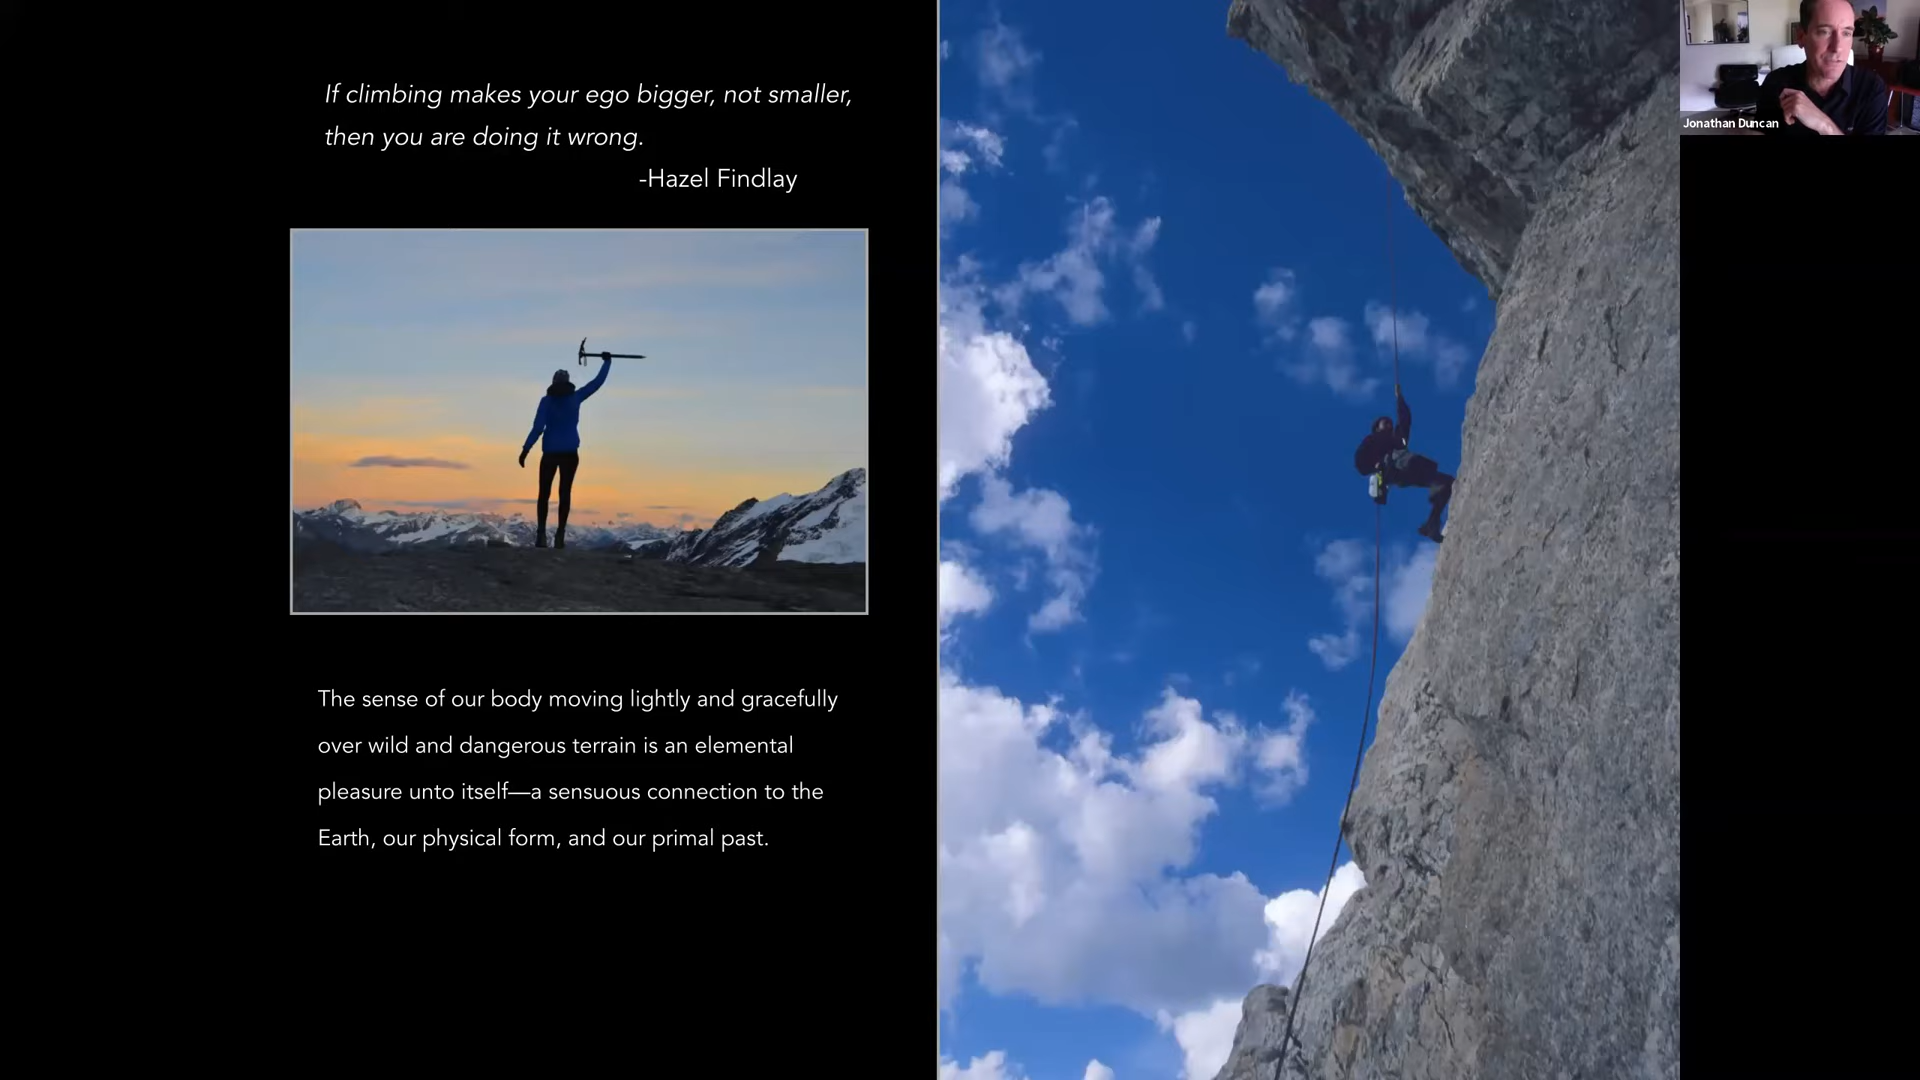 If climbing makes your ego bigger, not smaller,
then you are doing it wrong.
-Hazel Findlay
The sense of our body moving lightly and gracefully
over wild and dangerous terrain is an elemental
pleasure unto itself—a sensuous connection to the
Earth, our physical form, and our primal past.
Jonathan Duncan